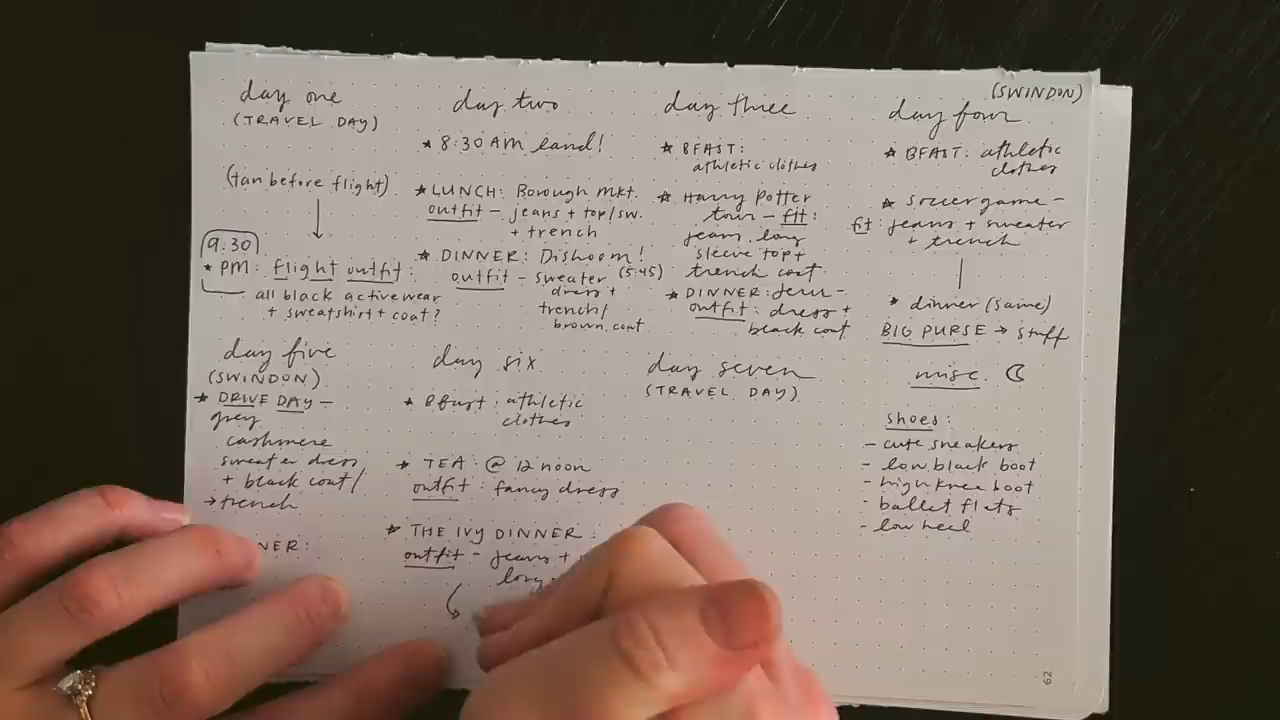 day one
(TRAVEL DAY)
(tan before flight)
9:30
* PM: flight outfit:
all black activewear
+ sweatshirt + coat?
day two
* 8:30 AM land!
* LUNCH: Borough mkt.
outfit - jeans + top/sw.
+ trench
* DINNER: Dishoom!
outfit - sweater (5:45)
dress +
trench/
brown coat
day three
* BFAST:
athletic clothes
* Harry Potter
tour - fit:
jeans, long
sleeve top +
trench coat
* DINNER:
outfit: dress +
black coat
(SWINDON)
day four
* BFAST: athletic
clothes
* soccer game -
fit: jeans + sweater
+ trench
* dinner (same)
BIG PURSE → stuff
day five
(SWINDON)
* DRIVE DAY -
grey
cashmere
sweater dress
+ black coat/
→ trench
NER:
day six
* Bfast: athletic
clothes
* TEA: @ 12 noon
outfit: fancy dress
* THE IVY DINNER:
outfit - jeans +
long
day seven
(TRAVEL DAY)
misc.
shoes:
- cute sneakers
- low black boot
- high knee boot
- ballet flats
- low heel
62